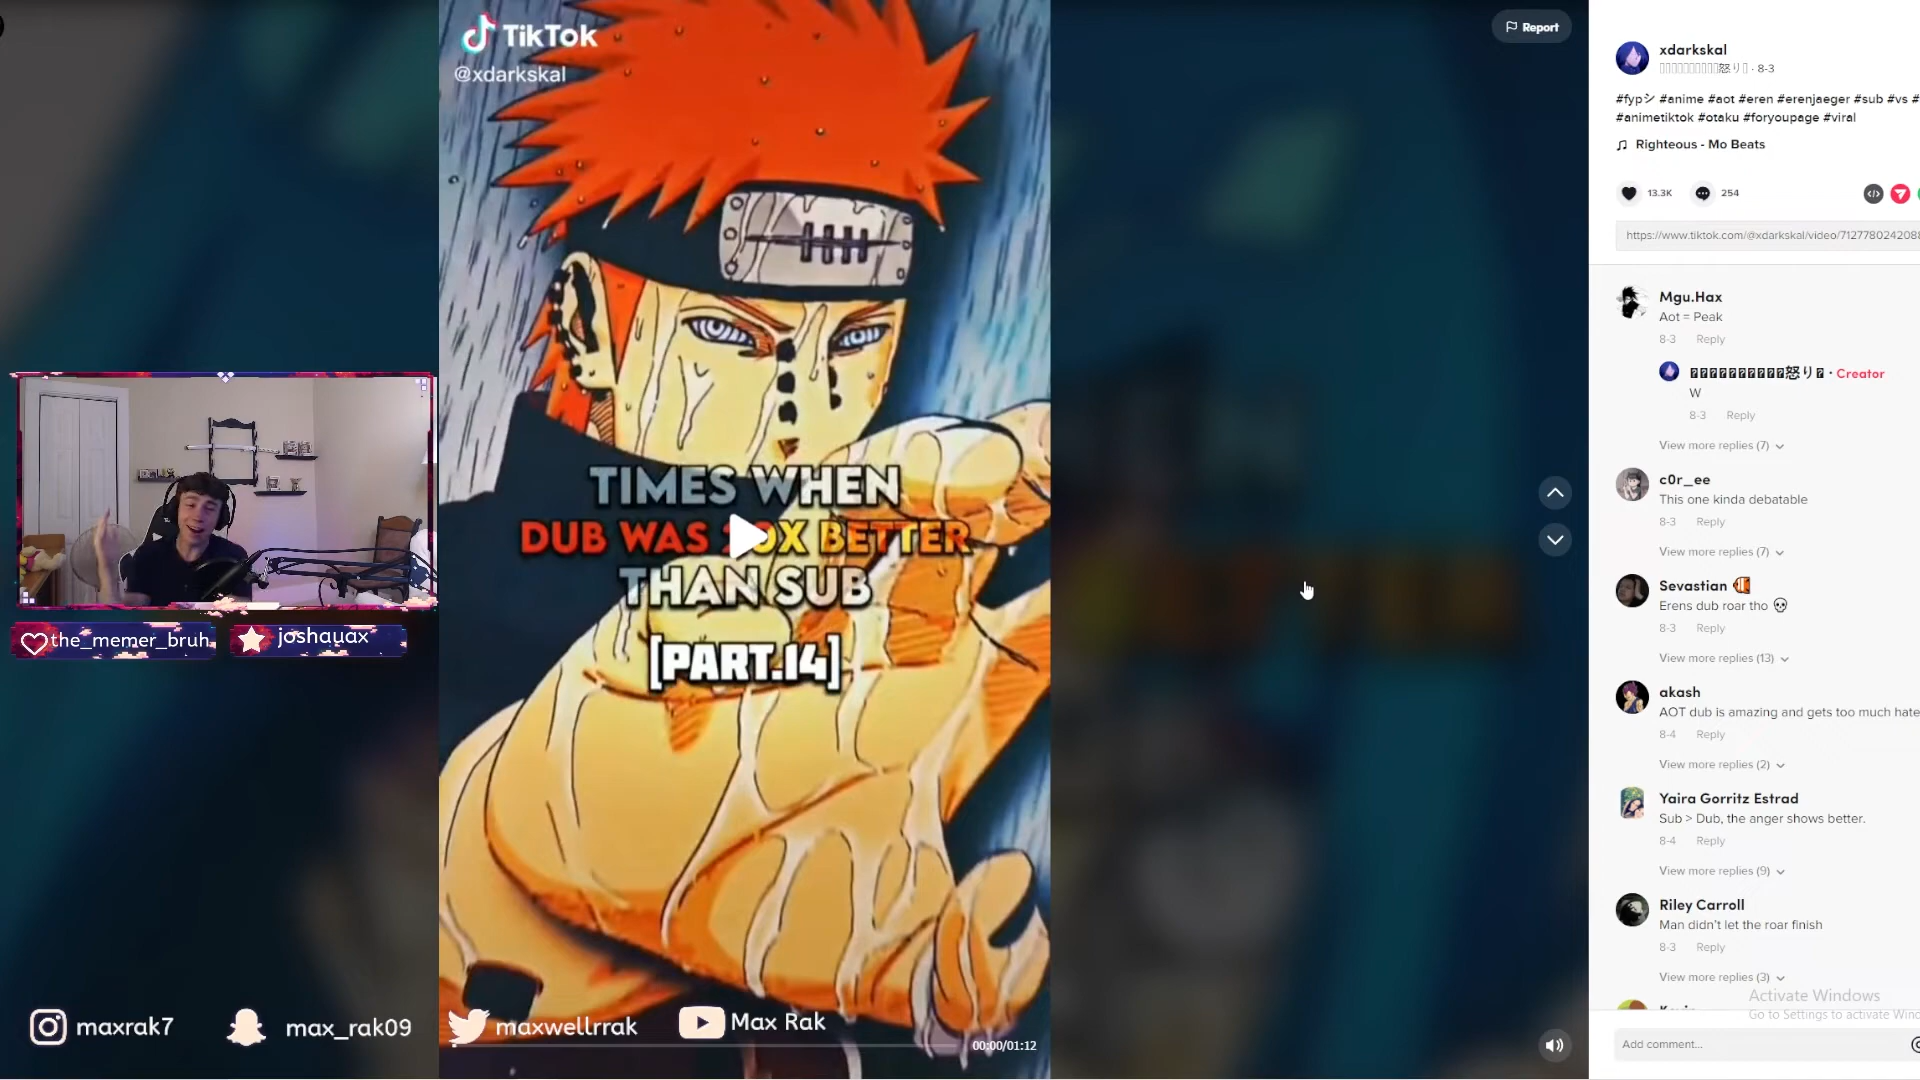 TikTok
@xdarkskal
TIMES WHEN
DUB WAS 20X BETTER
THAN SUB
[PART.14]
the_memer_bruh
joshauax
maxrak7
max_rak09
maxwellrrak
Max Rak
00:00/01:12
Report
xdarkskal
怒り · 8-3
#fypシ #anime #aot #eren #erenjaeger #sub #vs #
#animetiktok #otaku #foryoupage #viral
Righteous - Mo Beats
13.3K
254
https://www.tiktok.com/@xdarkskal/video/712778024208
Mgu.Hax
Aot = Peak
8-3 Reply
怒り · Creator
W
8-3 Reply
View more replies (7)
c0r_ee
This one kinda debatable
8-3 Reply
View more replies (7)
Sevastian
Erens dub roar tho 💀
8-3 Reply
View more replies (13)
akash
AOT dub is amazing and gets too much hate
8-4 Reply
View more replies (2)
Yaira Gorritz Estrad
Sub > Dub, the anger shows better.
8-4 Reply
View more replies (9)
Riley Carroll
Man didn't let the roar finish
8-3 Reply
View more replies (3)
Activate Windows
Go to Settings to activate Wind
Add comment...